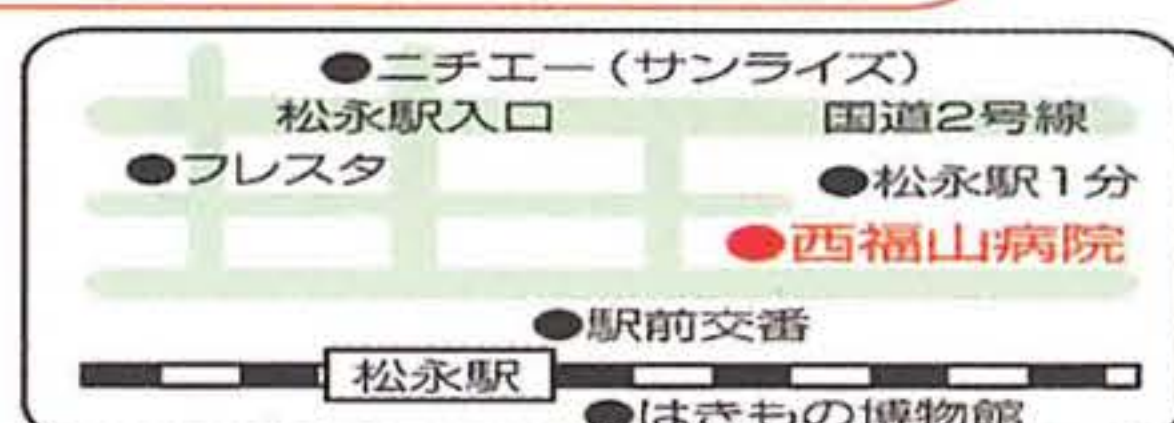 ●ニチエー(サンライズ)
松永駅入口 国道2号線
●フレスタ
●松永駅1分
●西福山病院
●駅前交番
松永駅
●はきもの博物館